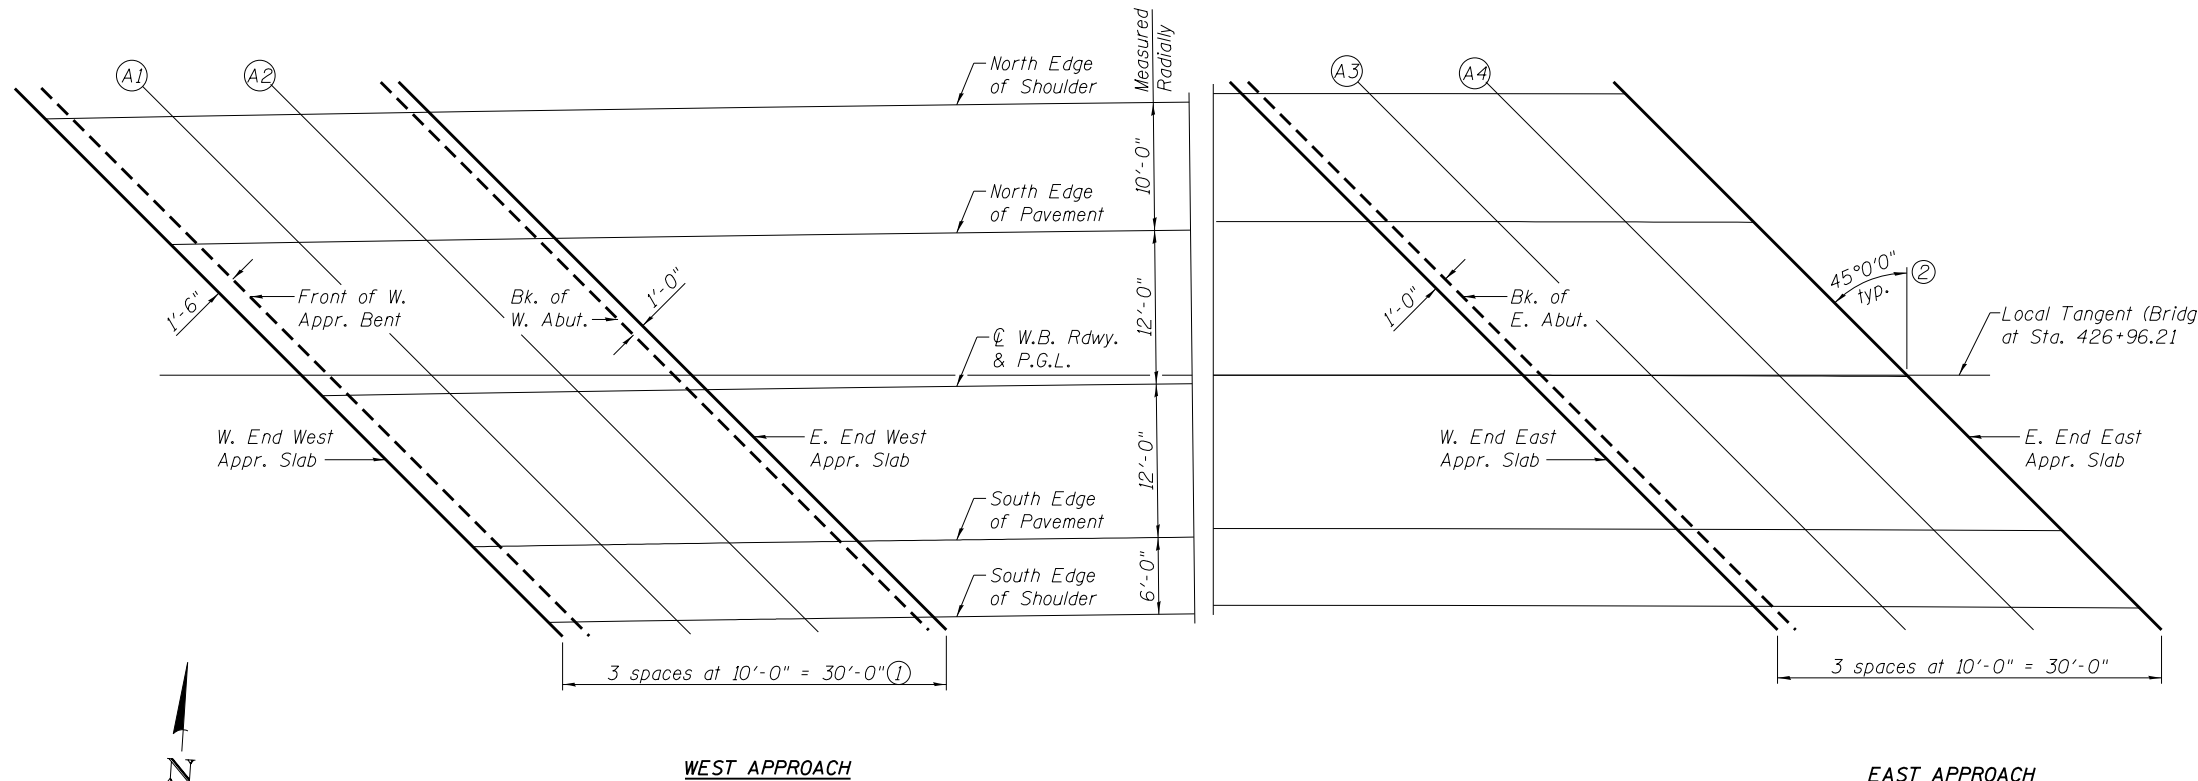 A1
A2
North Edge
of Shoulder
Measured
Radially
A3
A4
10'-0"
North Edge
of Pavement
1'-6"
Front of W.
Appr. Bent
Bk. of
W. Abut.
1'-0"
12'-0"
℄ W.B. Rdwy.
& P.G.L.
1'-0"
Bk. of
E. Abut.
45°0'0"
typ.
2
Local Tangent (Bridg
at Sta. 426+96.21
W. End West
Appr. Slab
E. End West
Appr. Slab
12'-0"
South Edge
of Pavement
W. End East
Appr. Slab
E. End East
Appr. Slab
South Edge
of Shoulder
6'-0"
3 spaces at 10'-0" = 30'-0" 1
3 spaces at 10'-0" = 30'-0"
N
WEST APPROACH
EAST APPROACH